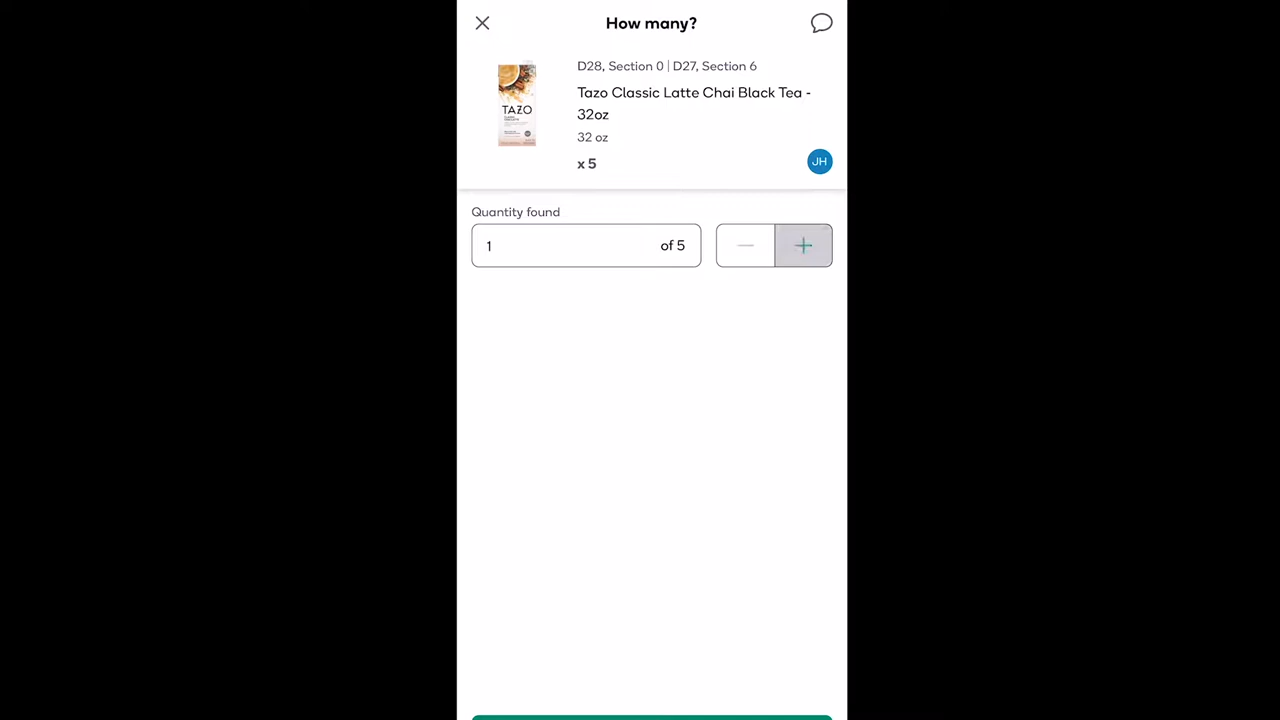 How many?
D28, Section 0 | D27, Section 6
Tazo Classic Latte Chai Black Tea -
32oz
32 oz
x 5
JH
TAZO
Quantity found
1 of 5